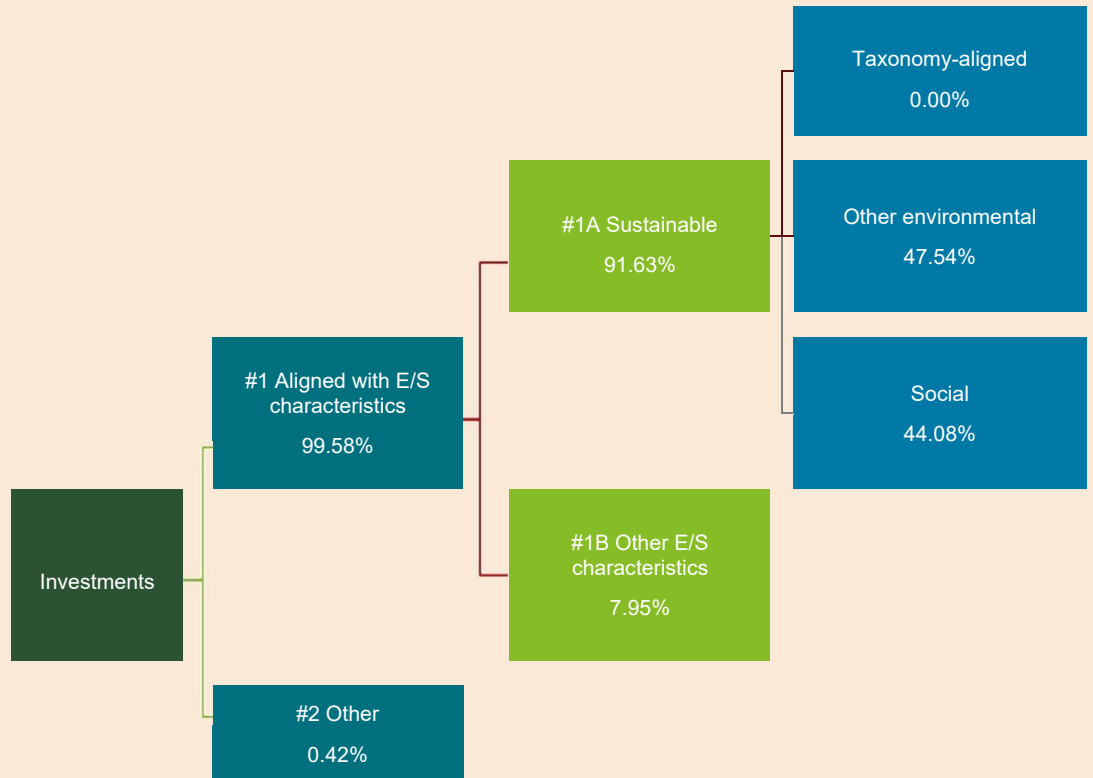 Taxonomy-aligned
0.00%
#1A Sustainable
91.63%
Other environmental
47.54%
#1 Aligned with E/S
characteristics
99.58%
Social
44.08%
Investments
#1B Other E/S
characteristics
7.95%
#2 Other
0.42%